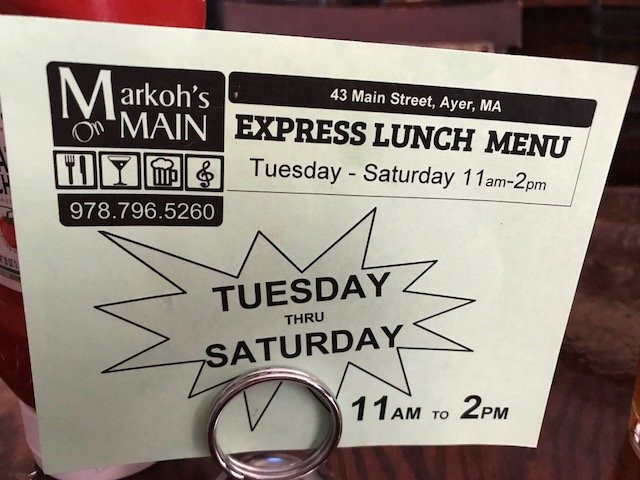 Markoh's
On MAIN
978.796.5260
43 Main Street, Ayer, MA
EXPRESS LUNCH MENU
Tuesday - Saturday 11am-2pm
TUESDAY
THRU
SATURDAY
11AM TO 2PM